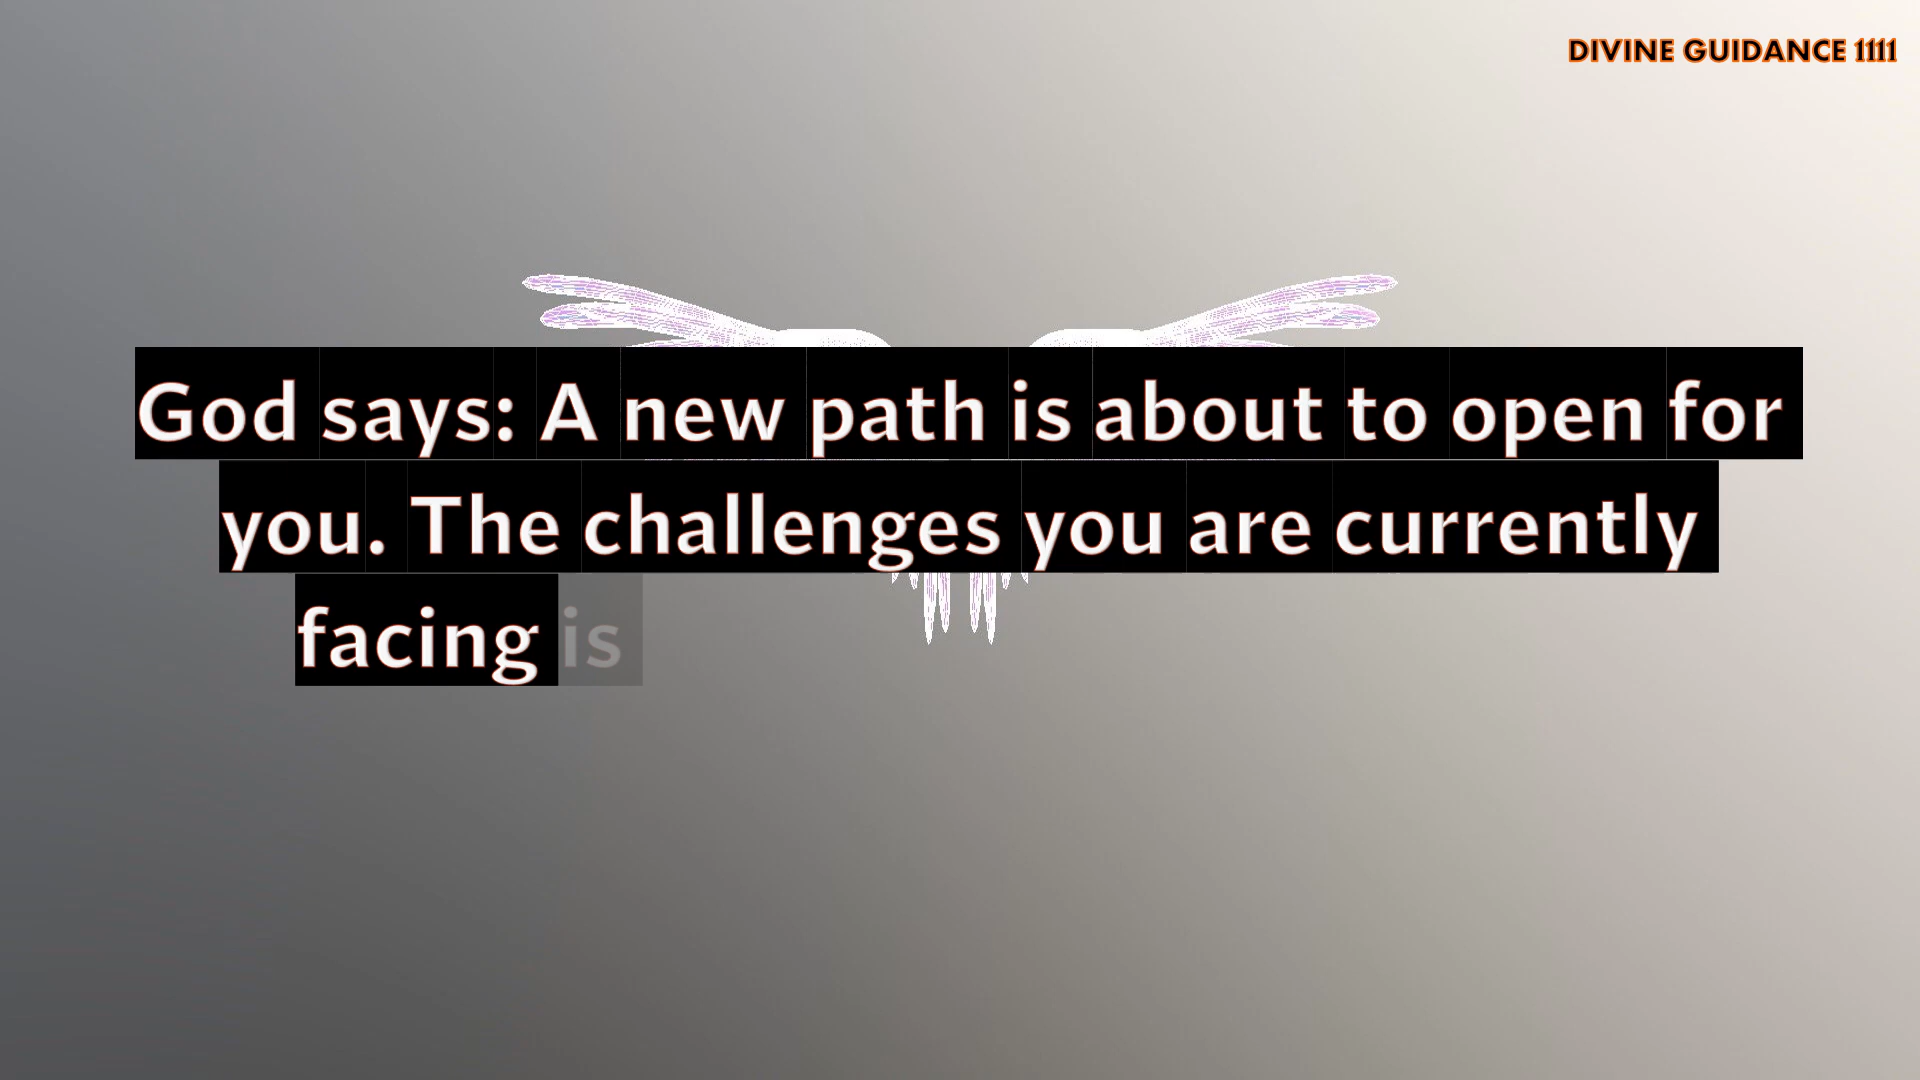 DIVINE GUIDANCE 1111
God says: A new path is about to open for
you. The challenges you are currently
facing is